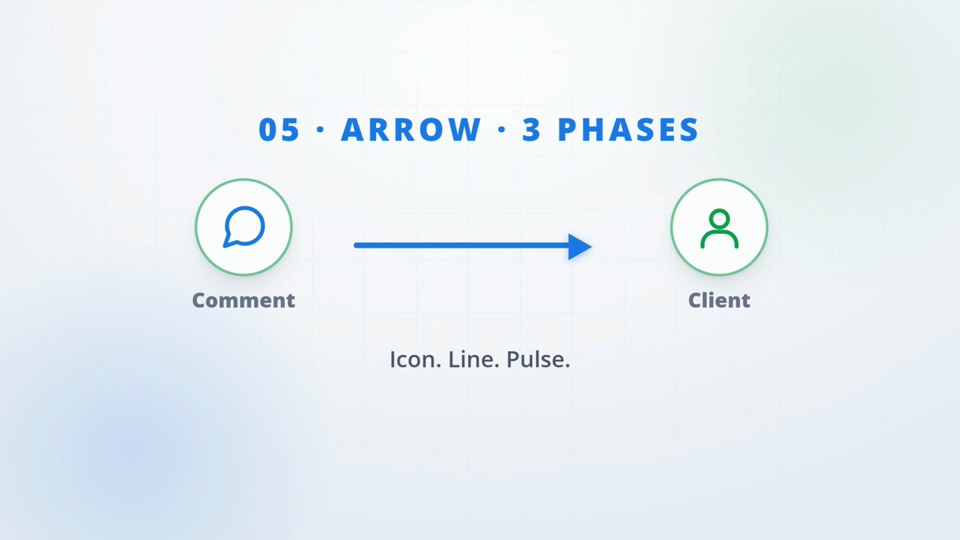 05 · ARROW · 3 PHASES
Comment
Client
Icon. Line. Pulse.